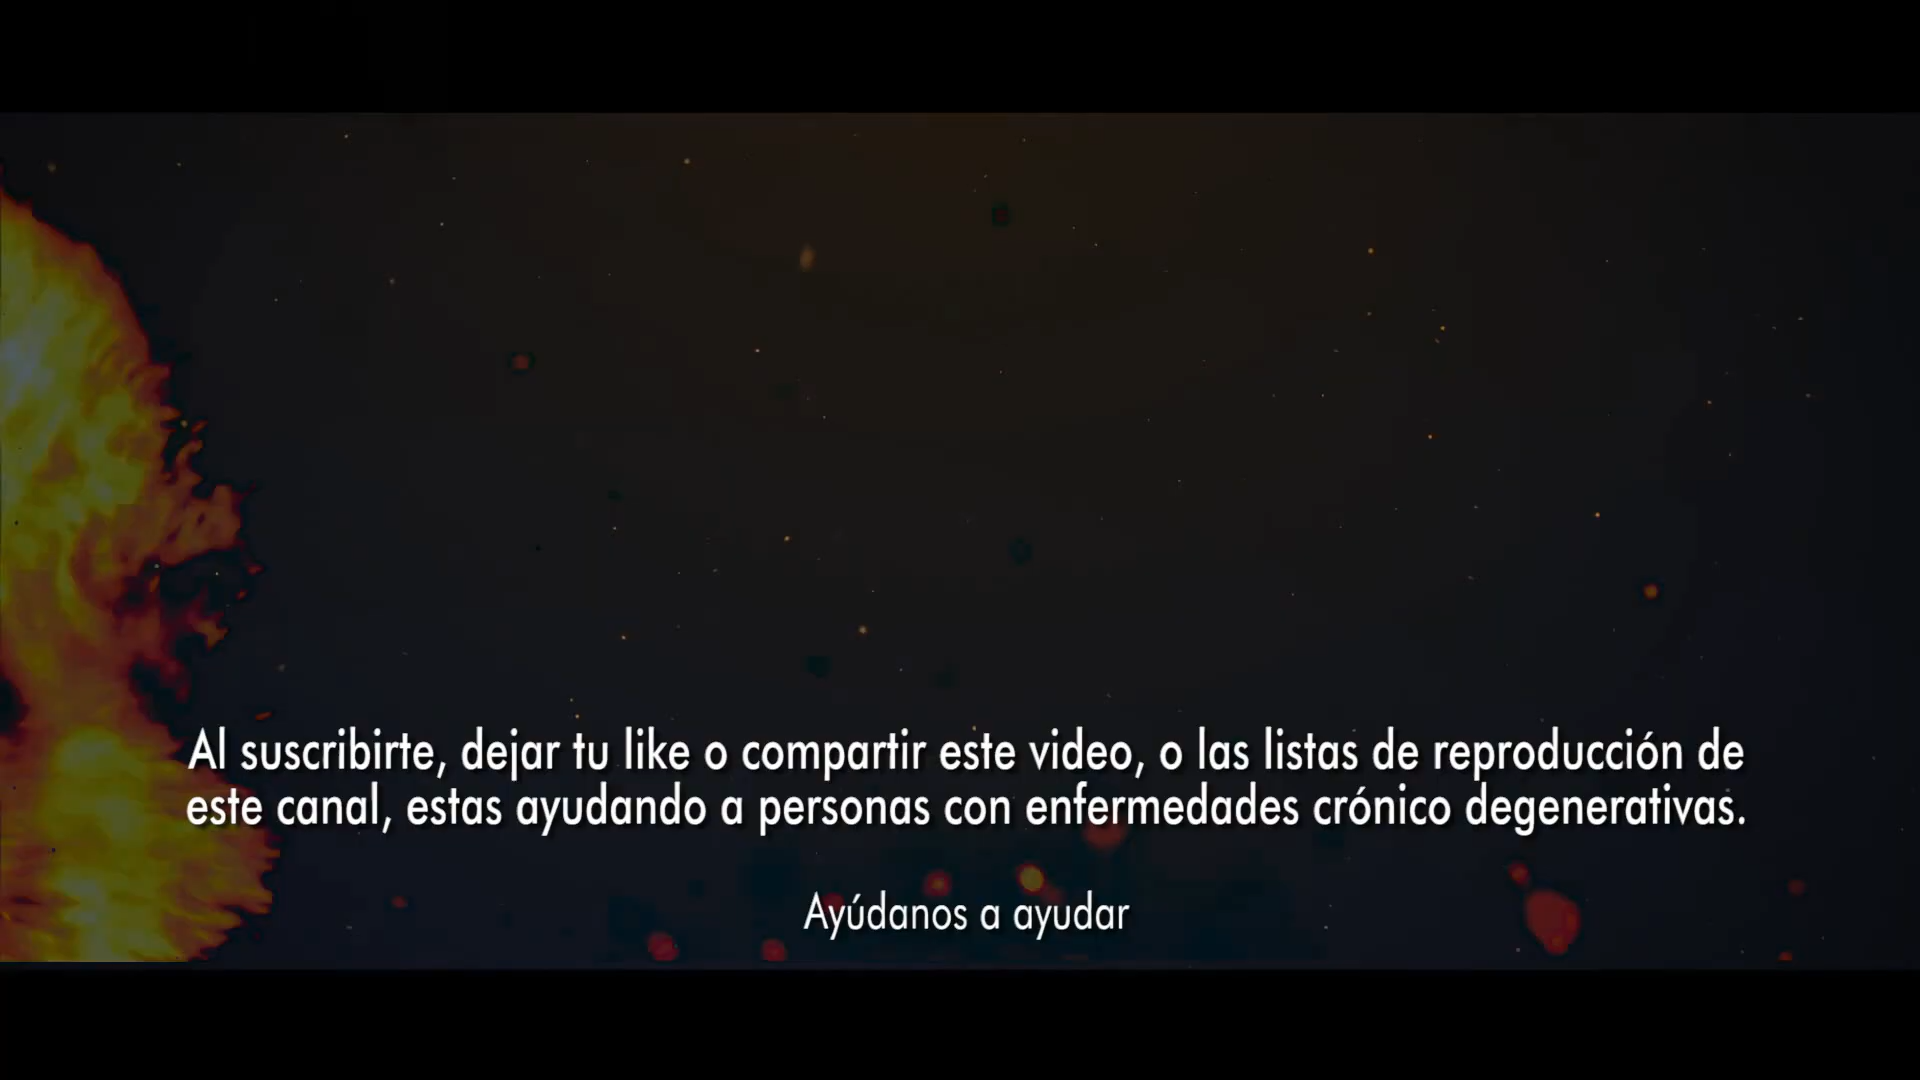 Al suscribirte, dejar tu like o compartir este video, o las listas de reproducción de
este canal, estas ayudando a personas con enfermedades crónico degenerativas.
Ayúdanos a ayudar